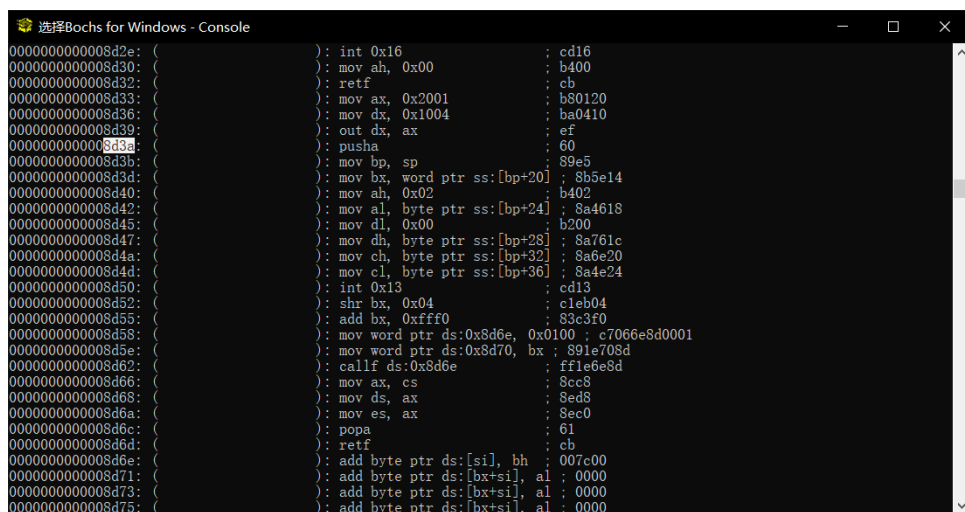 选择Bochs for Windows - Console
0000000000008d2e: ( ): int 0x16 ; cd16
0000000000008d30: ( ): mov ah, 0x00 ; b400
0000000000008d32: ( ): retf ; cb
0000000000008d33: ( ): mov ax, 0x2001 ; b80120
0000000000008d36: ( ): mov dx, 0x1004 ; ba0410
0000000000008d39: ( ): out dx, ax ; ef
0000000000008d3a: ( ): pusha ; 60
0000000000008d3b: ( ): mov bp, sp ; 89e5
0000000000008d3d: ( ): mov bx, word ptr ss:[bp+20] ; 8b5e14
0000000000008d40: ( ): mov ah, 0x02 ; b402
0000000000008d42: ( ): mov al, byte ptr ss:[bp+24] ; 8a4618
0000000000008d45: ( ): mov dl, 0x00 ; b200
0000000000008d47: ( ): mov dh, byte ptr ss:[bp+28] ; 8a761c
0000000000008d4a: ( ): mov ch, byte ptr ss:[bp+32] ; 8a6e20
0000000000008d4d: ( ): mov cl, byte ptr ss:[bp+36] ; 8a4e24
0000000000008d50: ( ): int 0x13 ; cd13
0000000000008d52: ( ): shr bx, 0x04 ; c1eb04
0000000000008d55: ( ): add bx, 0xfff0 ; 83c3f0
0000000000008d58: ( ): mov word ptr ds:0x8d6e, 0x0100 ; c7066e8d0001
0000000000008d5e: ( ): mov word ptr ds:0x8d70, bx ; 891e708d
0000000000008d62: ( ): callf ds:0x8d6e ; ff1e6e8d
0000000000008d66: ( ): mov ax, cs ; 8cc8
0000000000008d68: ( ): mov ds, ax ; 8ed8
0000000000008d6a: ( ): mov es, ax ; 8ec0
0000000000008d6c: ( ): popa ; 61
0000000000008d6d: ( ): retf ; cb
0000000000008d6e: ( ): add byte ptr ds:[si], bh ; 007c00
0000000000008d71: ( ): add byte ptr ds:[bx+si], al ; 0000
0000000000008d73: ( ): add byte ptr ds:[bx+si], al ; 0000
0000000000008d75: ( ): add byte ptr ds:[bx+si], al ; 0000